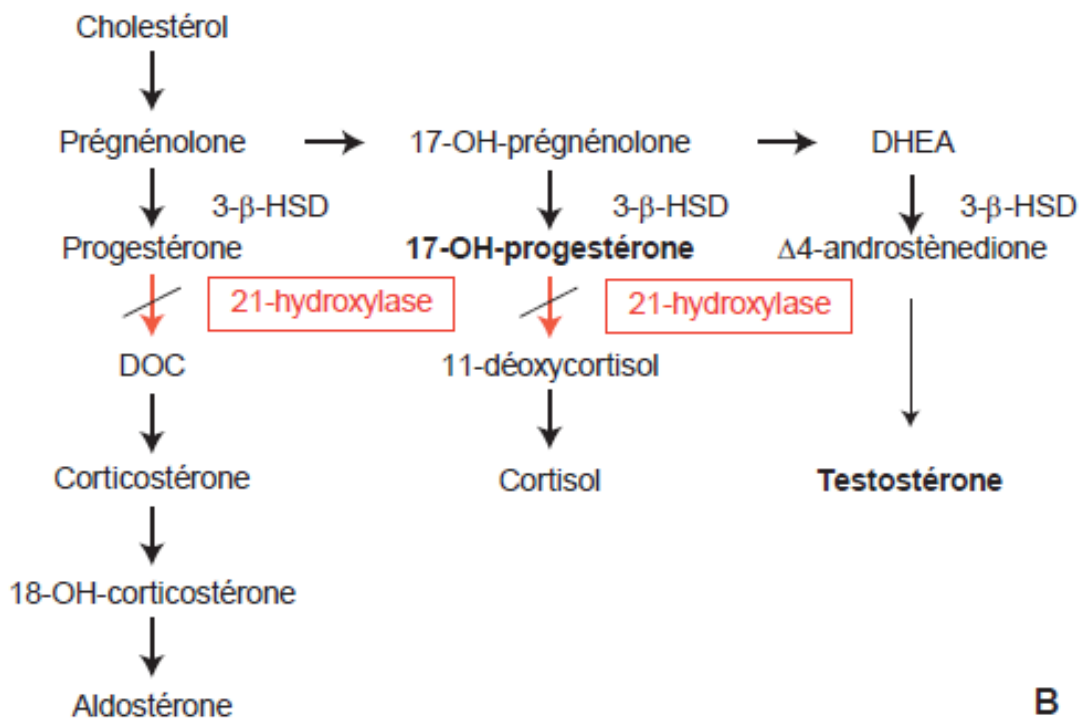 Cholestérol
Prégnénolone 17-OH-prégnénolone DHEA
3-β-HSD 3-β-HSD 3-β-HSD
Progestérone 17-OH-progestérone Δ4-androstènedione
21-hydroxylase 21-hydroxylase
DOC 11-déoxycortisol
Corticostérone Cortisol Testostérone
18-OH-corticostérone
Aldostérone B